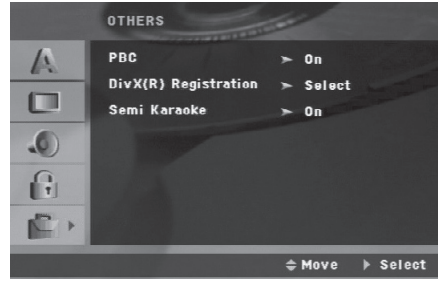 OTHERS
PBC ➣ On
DivX(R) Registration ➣ Select
Semi Karaoke ➣ On
Move Select